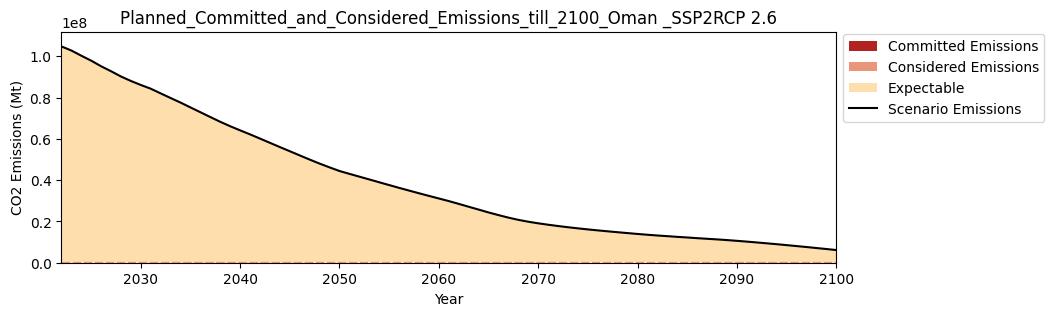 Planned_Committed_and_Considered_Emissions_till_2100_Oman _SSP2RCP 2.6
1e8
1.0
0.8
0.6
0.4
0.2
0.0
CO2 Emissions (Mt)
2030 2040 2050 2060 2070 2080 2090 2100
Year
Committed Emissions
Considered Emissions
Expectable
Scenario Emissions